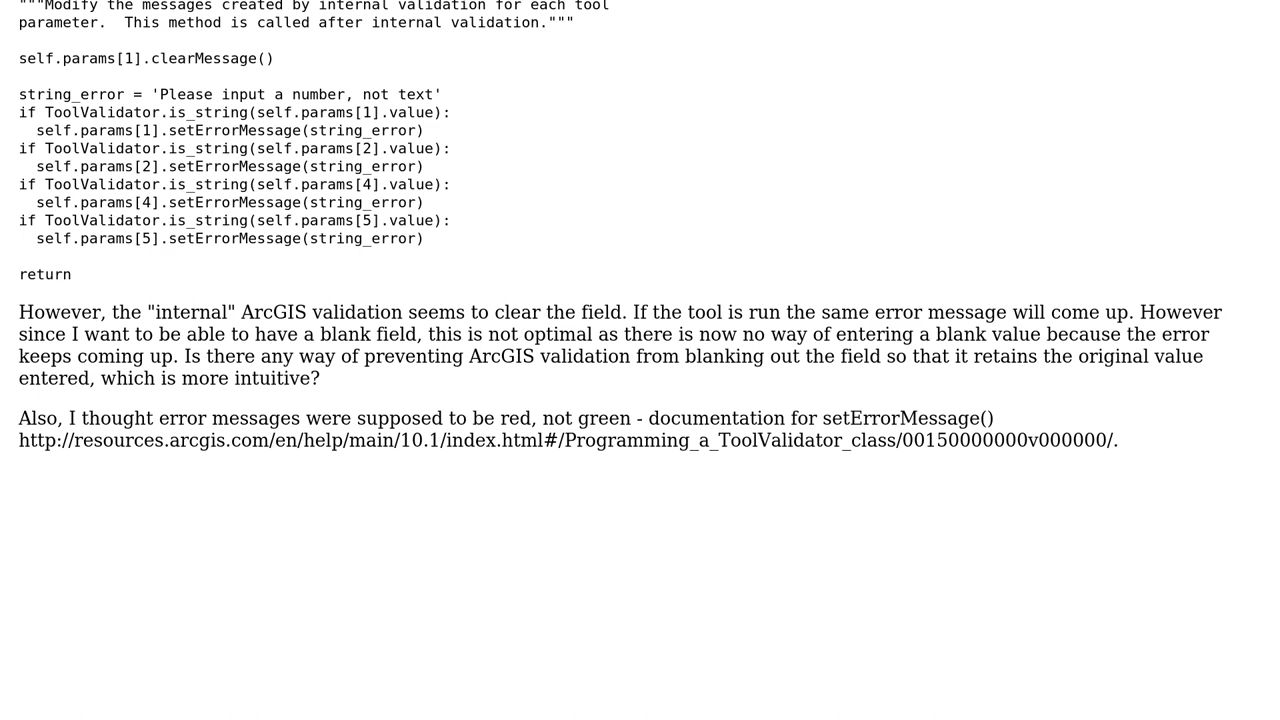 """Modify the messages created by internal validation for each tool
parameter.  This method is called after internal validation."""
self.params[1].clearMessage()
string_error = 'Please input a number, not text'
if ToolValidator.is_string(self.params[1].value):
  self.params[1].setErrorMessage(string_error)
if ToolValidator.is_string(self.params[2].value):
  self.params[2].setErrorMessage(string_error)
if ToolValidator.is_string(self.params[4].value):
  self.params[4].setErrorMessage(string_error)
if ToolValidator.is_string(self.params[5].value):
  self.params[5].setErrorMessage(string_error)
return
However, the "internal" ArcGIS validation seems to clear the field. If the tool is run the same error message will come up. However
since I want to be able to have a blank field, this is not optimal as there is now no way of entering a blank value because the error
keeps coming up. Is there any way of preventing ArcGIS validation from blanking out the field so that it retains the original value
entered, which is more intuitive?
Also, I thought error messages were supposed to be red, not green - documentation for setErrorMessage()
http://resources.arcgis.com/en/help/main/10.1/index.html#/Programming_a_ToolValidator_class/00150000000v000000/.